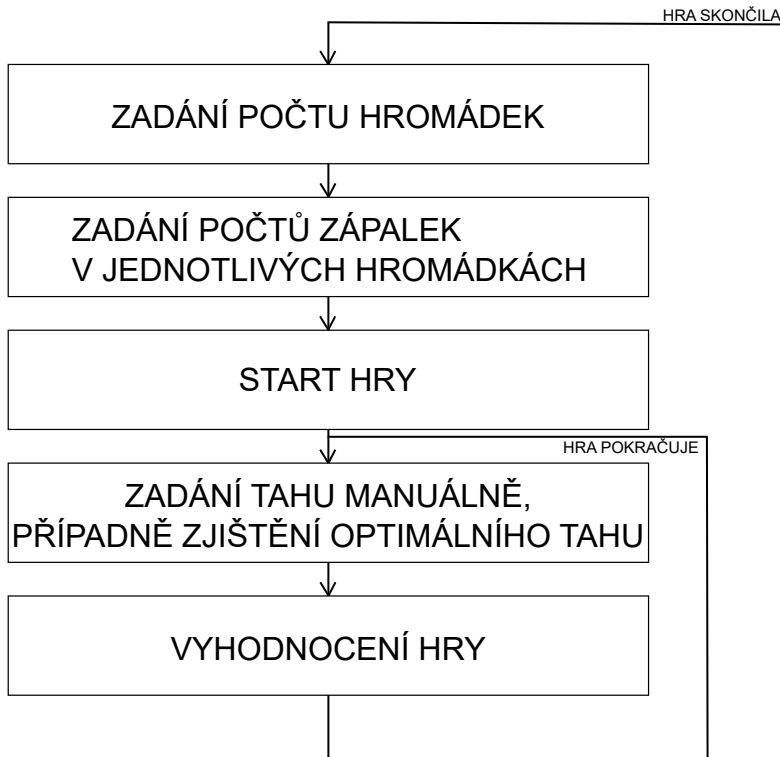 HRA SKONČILA
ZADÁNÍ POČTU HROMÁDEK
ZADÁNÍ POČTŮ ZÁPALEK
V JEDNOTLIVÝCH HROMÁDKÁCH
START HRY
HRA POKRAČUJE
ZADÁNÍ TAHU MANUÁLNĚ,
PŘÍPADNĚ ZJIŠTĚNÍ OPTIMÁLNÍHO TAHU
VYHODNOCENÍ HRY